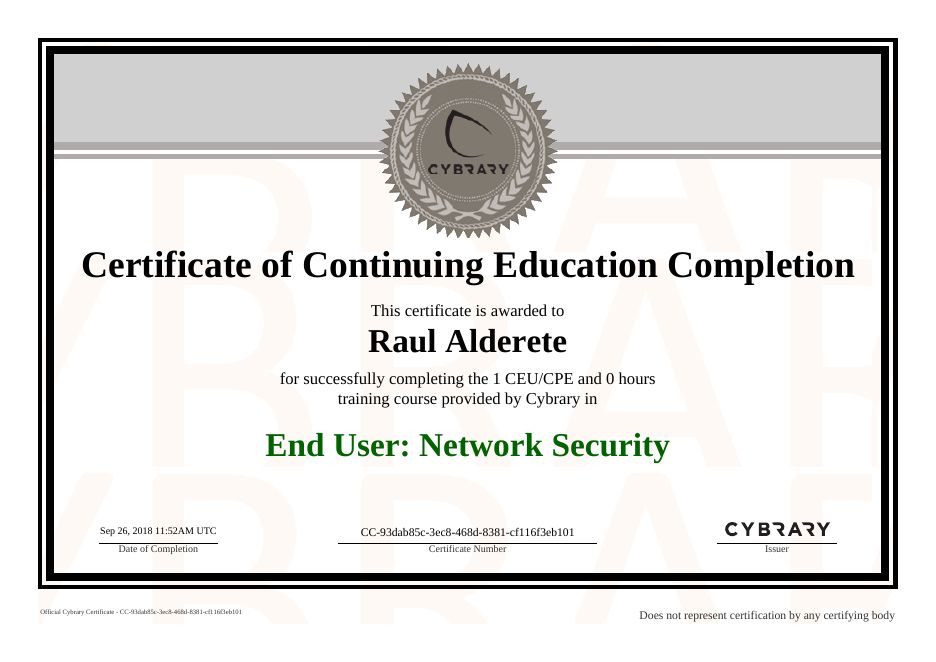 CYBRARY
Certificate of Continuing Education Completion
This certificate is awarded to
Raul Alderete
for successfully completing the 1 CEU/CPE and 0 hours
training course provided by Cybrary in
End User: Network Security
Sep 26, 2018 11:52AM UTC
Date of Completion
CC-93dab85c-3ec8-468d-8381-cf116f3eb101
Certificate Number
CYBRARY
Issuer
Official Cybrary Certificate - CC-93dab85c-3ec8-468d-8381-cf116f3eb101
Does not represent certification by any certifying body